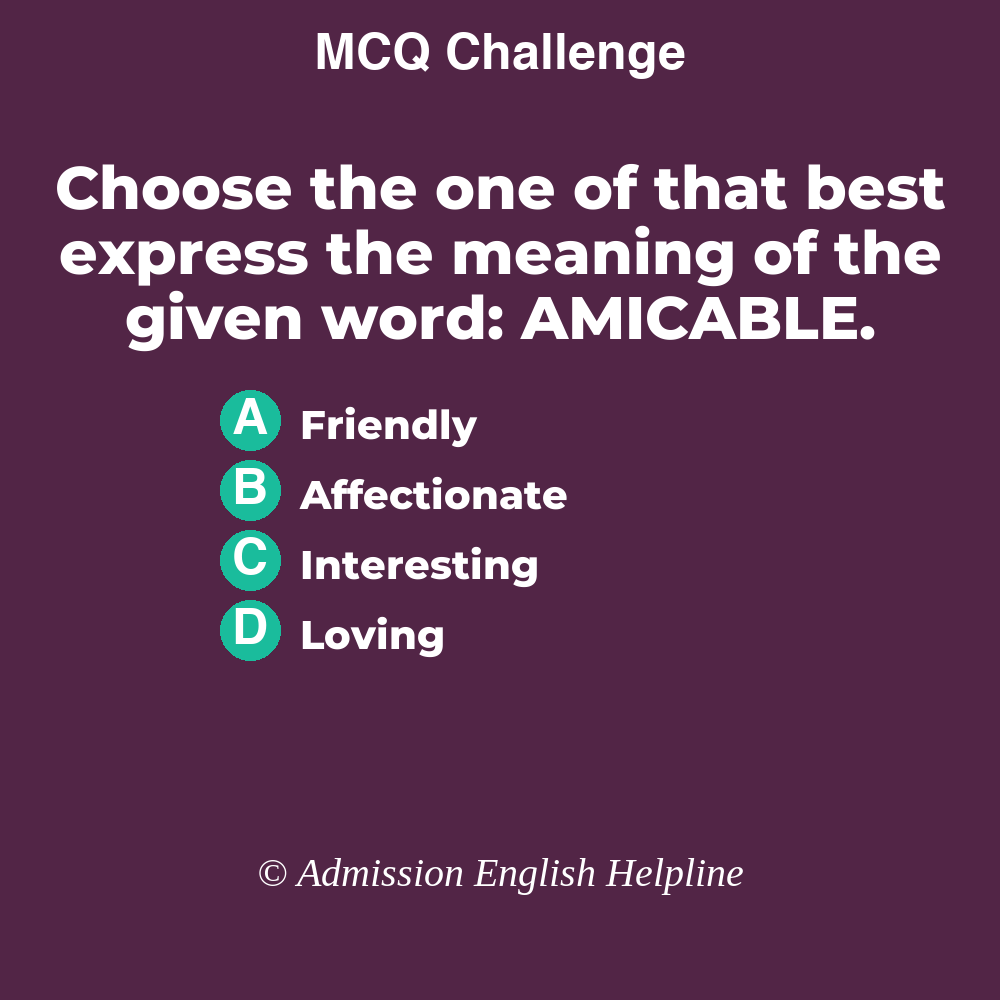 MCQ Challenge
Choose the one of that best
express the meaning of the
given word: AMICABLE.
A Friendly
B Affectionate
C Interesting
D Loving
© Admission English Helpline